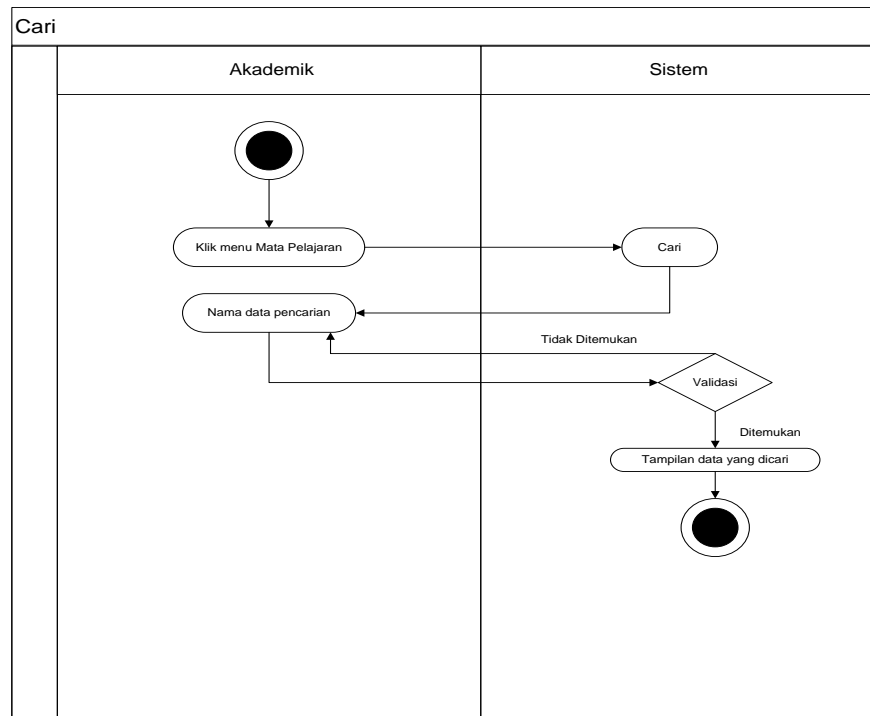 Cari
Akademik
Sistem
Klik menu Mata Pelajaran
Cari
Nama data pencarian
Tidak Ditemukan
Validasi
Ditemukan
Tampilan data yang dicari